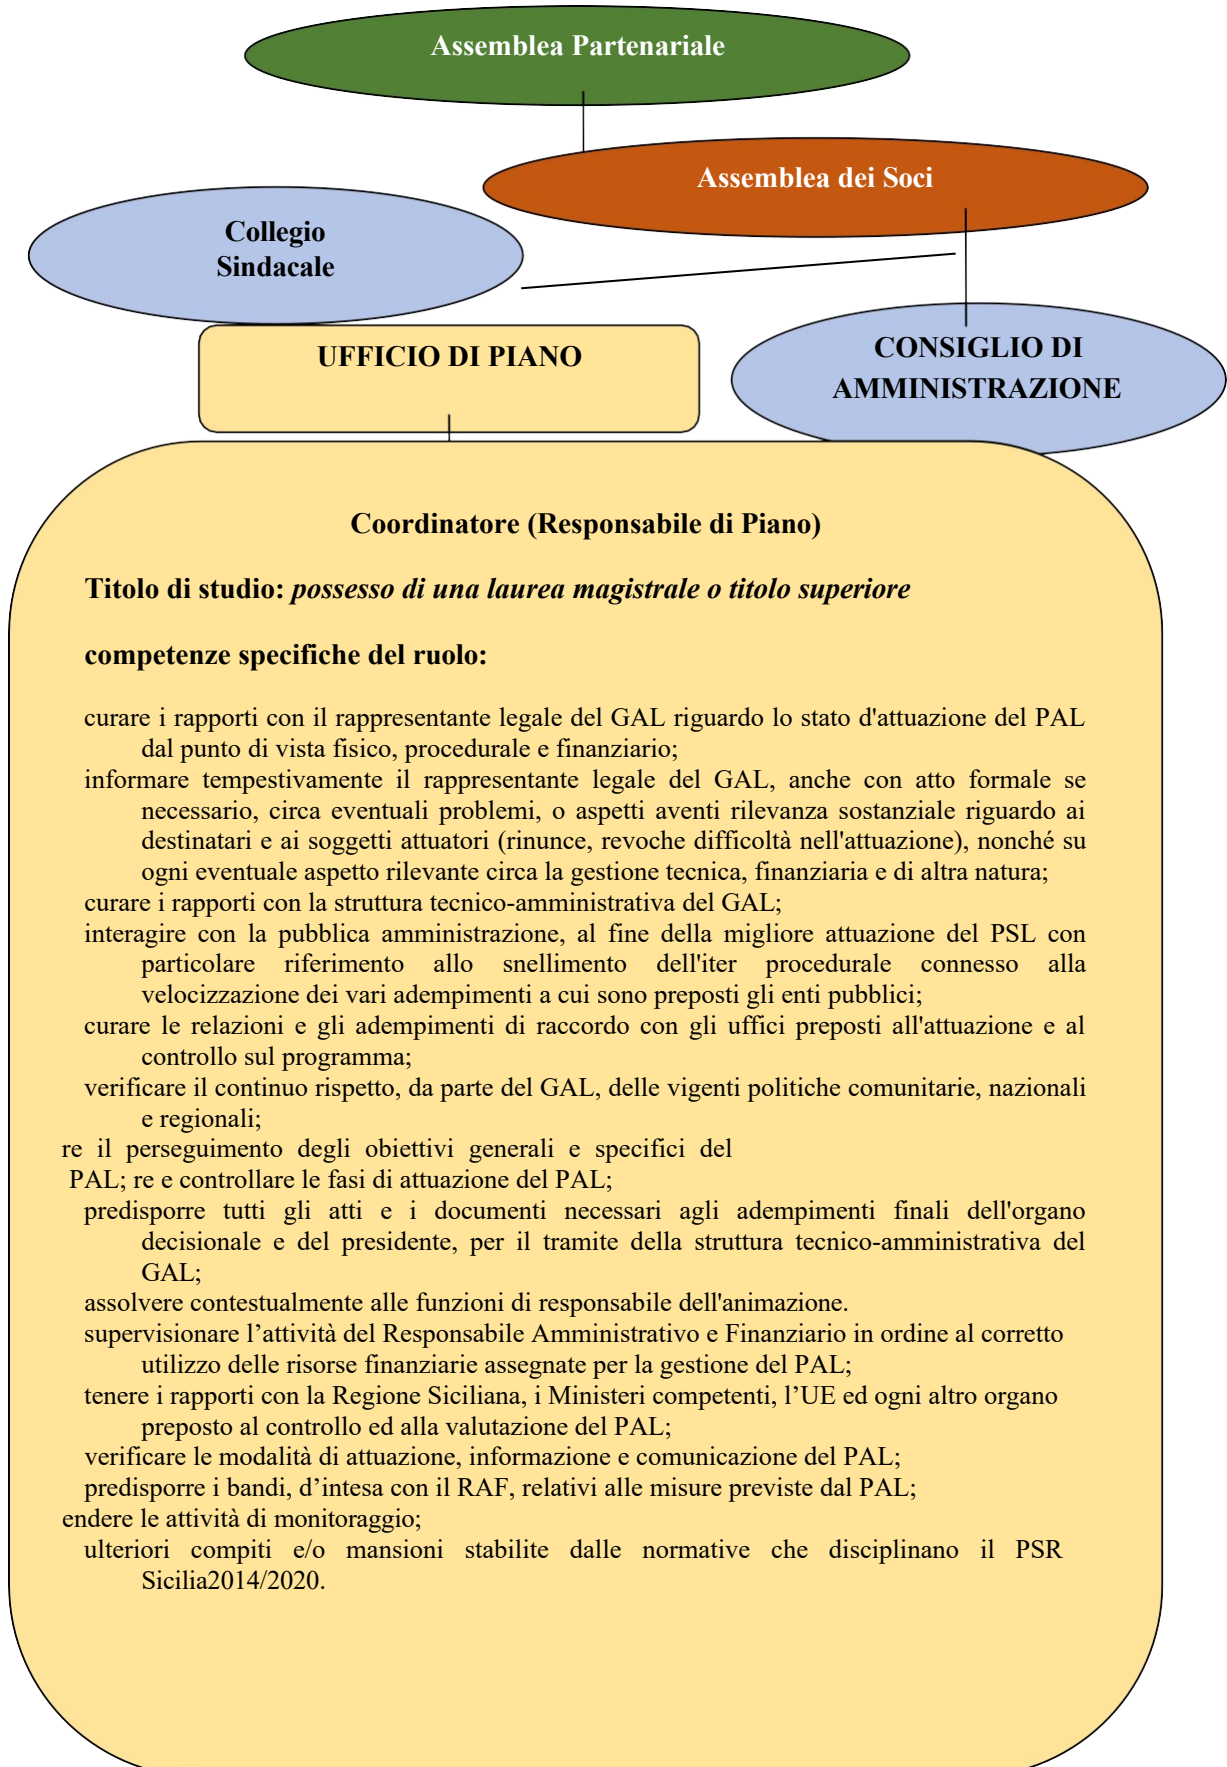 Assemblea Partenariale
Assemblea dei Soci
Collegio
Sindacale
UFFICIO DI PIANO
CONSIGLIO DI
AMMINISTRAZIONE
Coordinatore (Responsabile di Piano)
Titolo di studio: possesso di una laurea magistrale o titolo superiore
competenze specifiche del ruolo:
curare i rapporti con il rappresentante legale del GAL riguardo lo stato d'attuazione del PAL
dal punto di vista fisico, procedurale e finanziario;
informare tempestivamente il rappresentante legale del GAL, anche con atto formale se
necessario, circa eventuali problemi, o aspetti aventi rilevanza sostanziale riguardo ai
destinatari e ai soggetti attuatori (rinunce, revoche difficoltà nell'attuazione), nonché su
ogni eventuale aspetto rilevante circa la gestione tecnica, finanziaria e di altra natura;
curare i rapporti con la struttura tecnico-amministrativa del GAL;
interagire con la pubblica amministrazione, al fine della migliore attuazione del PSL con
particolare riferimento allo snellimento dell'iter procedurale connesso alla
velocizzazione dei vari adempimenti a cui sono preposti gli enti pubblici;
curare le relazioni e gli adempimenti di raccordo con gli uffici preposti all'attuazione e al
controllo sul programma;
verificare il continuo rispetto, da parte del GAL, delle vigenti politiche comunitarie, nazionali
e regionali;
re il perseguimento degli obiettivi generali e specifici del
PAL; re e controllare le fasi di attuazione del PAL;
predisporre tutti gli atti e i documenti necessari agli adempimenti finali dell'organo
decisionale e del presidente, per il tramite della struttura tecnico-amministrativa del
GAL;
assolvere contestualmente alle funzioni di responsabile dell'animazione.
supervisionare l’attività del Responsabile Amministrativo e Finanziario in ordine al corretto
utilizzo delle risorse finanziarie assegnate per la gestione del PAL;
tenere i rapporti con la Regione Siciliana, i Ministeri competenti, l’UE ed ogni altro organo
preposto al controllo ed alla valutazione del PAL;
verificare le modalità di attuazione, informazione e comunicazione del PAL;
predisporre i bandi, d’intesa con il RAF, relativi alle misure previste dal PAL;
endere le attività di monitoraggio;
ulteriori compiti e/o mansioni stabilite dalle normative che disciplinano il PSR
Sicilia2014/2020.